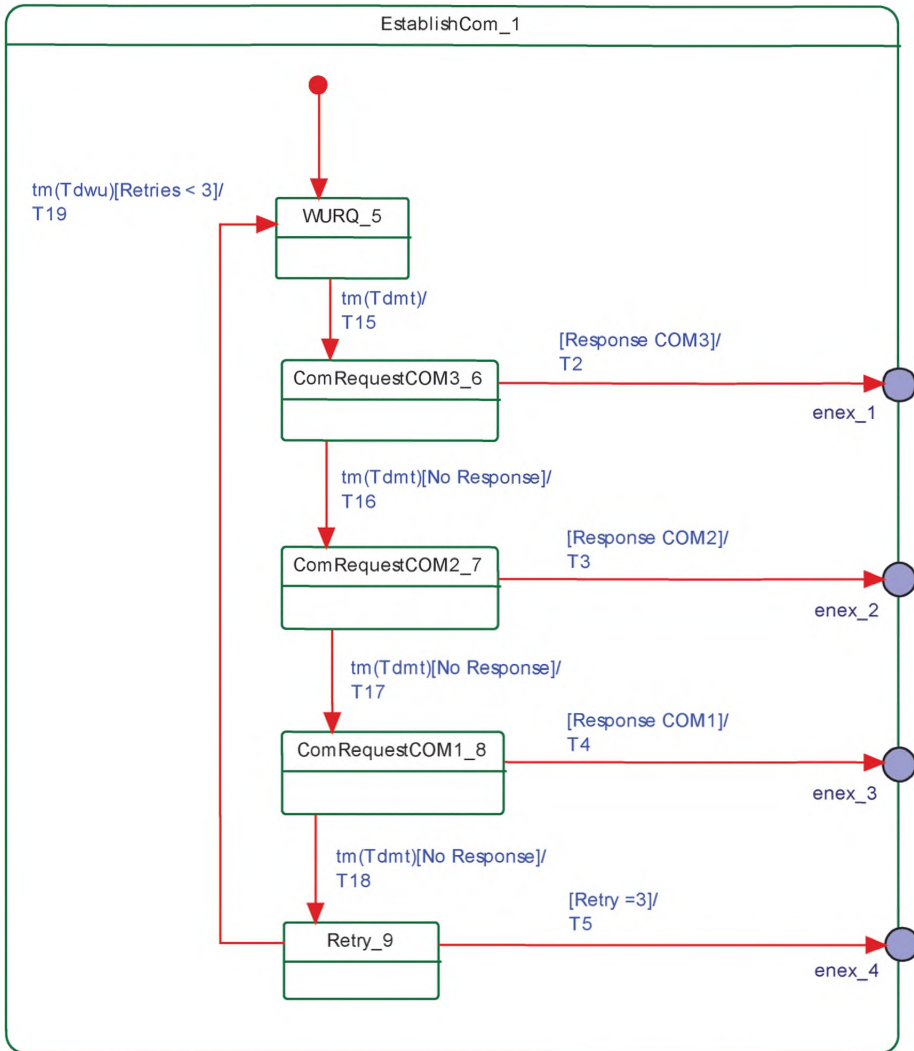 EstablishCom_1
tm(Tdwu)[Retries < 3]/
T19
WURQ_5
tm(Tdmt)/
T15
[Response COM3]/
T2
ComRequestCOM3_6
enex_1
tm(Tdmt)[No Response]/
T16
[Response COM2]/
T3
ComRequestCOM2_7
enex_2
tm(Tdmt)[No Response]/
T17
[Response COM1]/
T4
ComRequestCOM1_8
enex_3
tm(Tdmt)[No Response]/
T18
[Retry =3]/
T5
Retry_9
enex_4